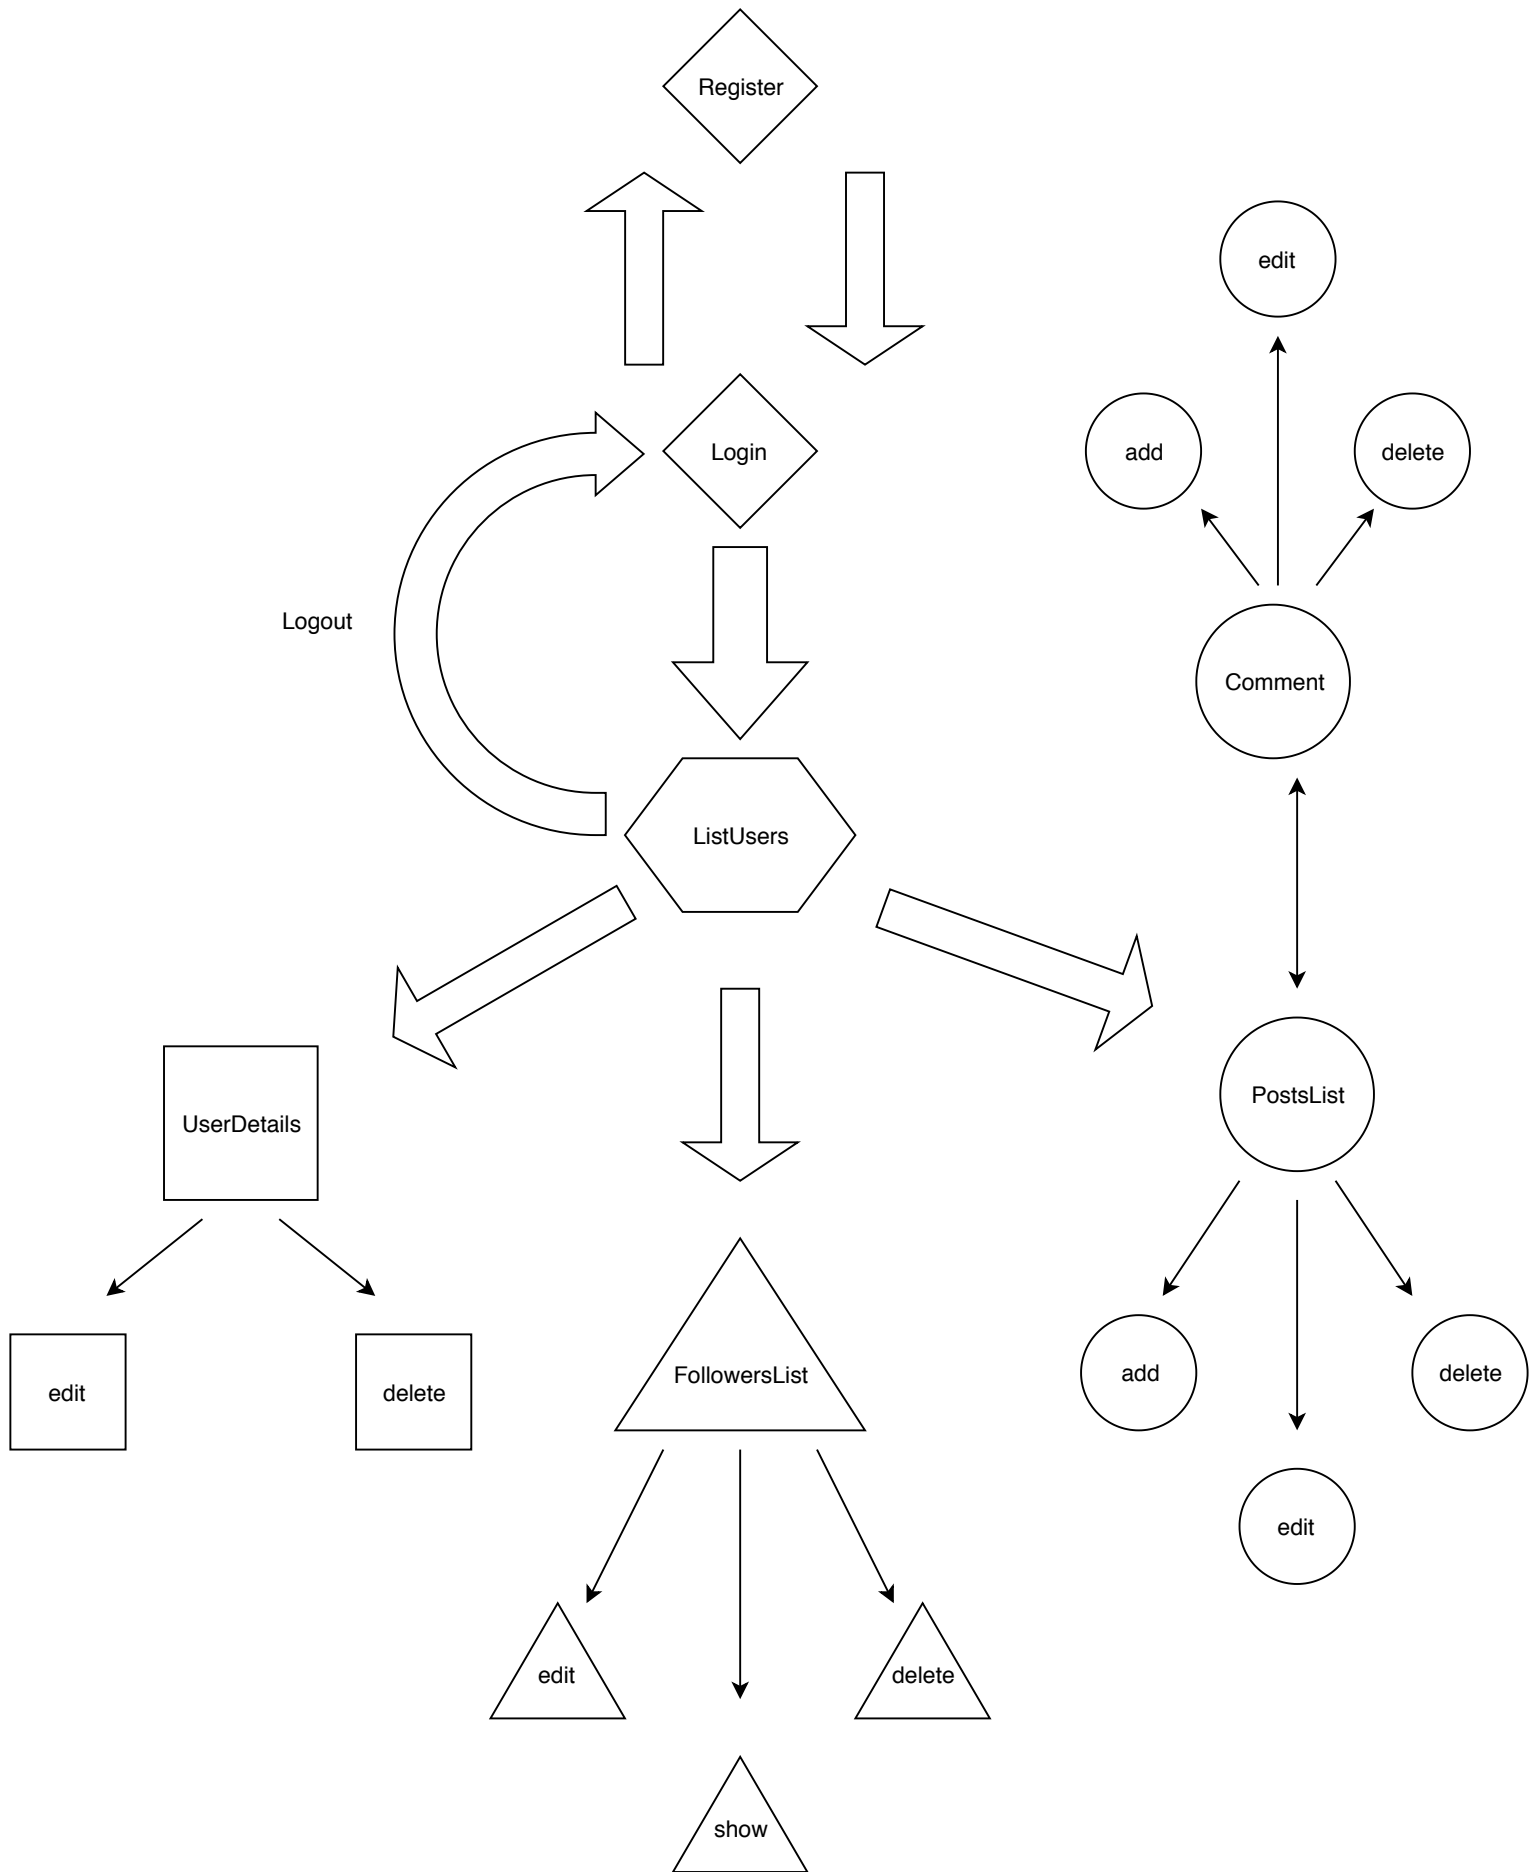 Register
edit
add
Login
delete
Logout
Comment
ListUsers
PostsList
UserDetails
add
delete
FollowersList
edit
delete
edit
edit
delete
show